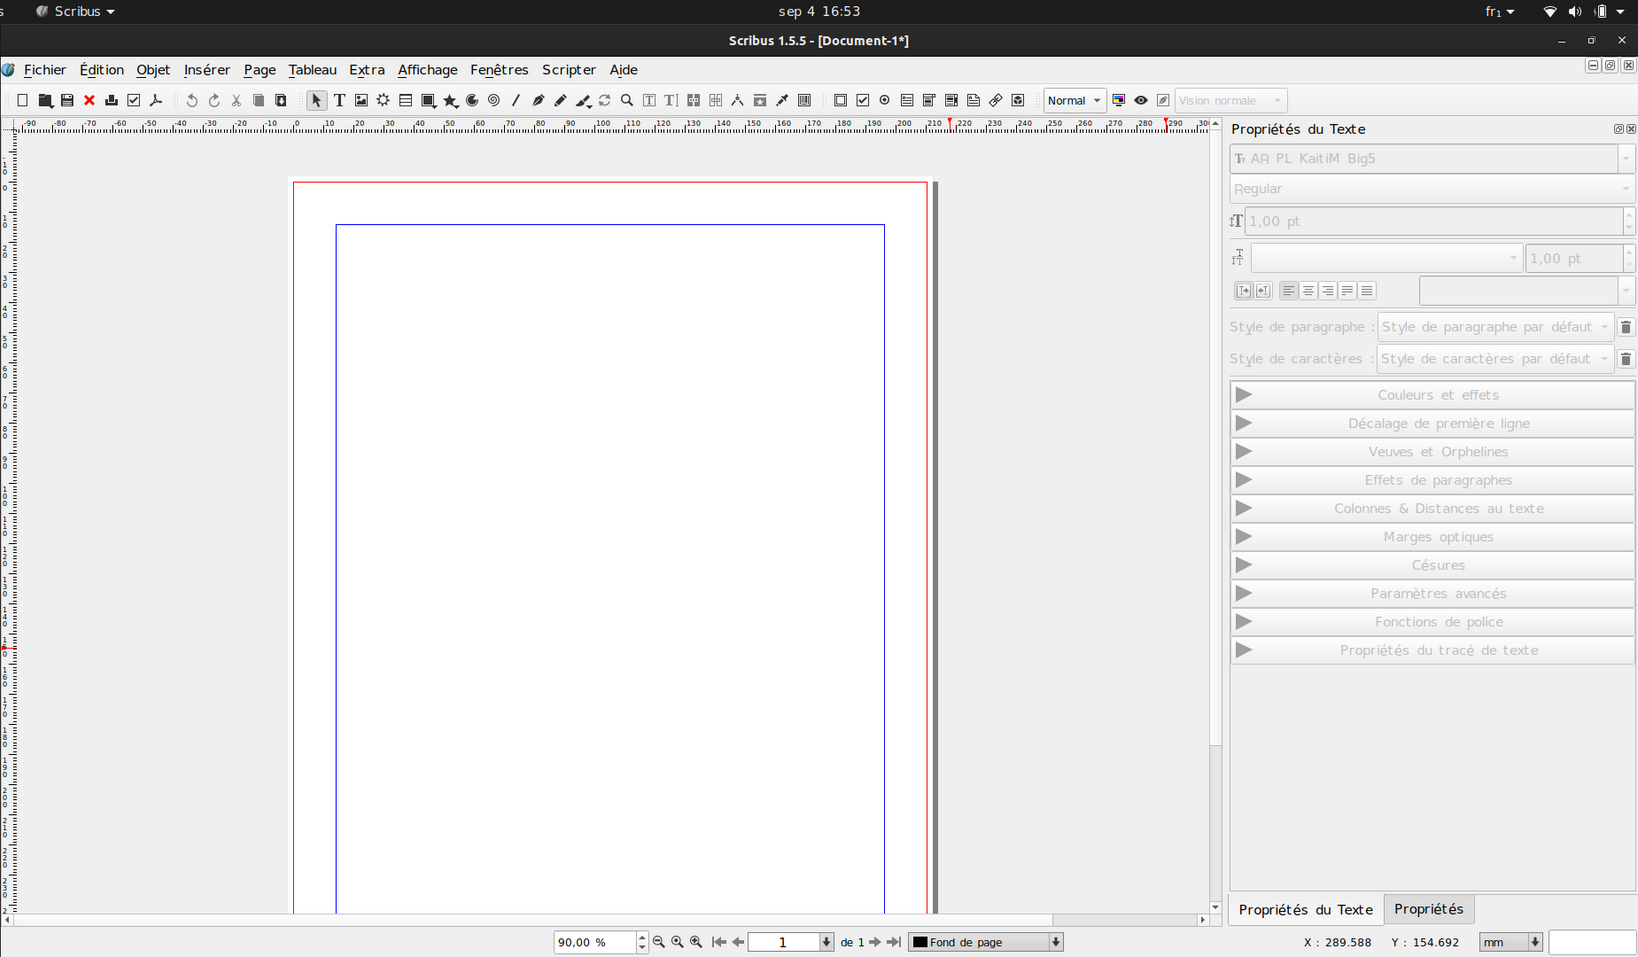 s Scribus sep 4 16:53 fr₁
Scribus 1.5.5 - [Document-1*]
Fichier Édition Objet Insérer Page Tableau Extra Affichage Fenêtres Scripter Aide
Normal Vision normale
-90 -80 -70 -60 -50 -40 -30 -20 -10 0 10 20 30 40 50 60 70 80 90 100 110 120 130 140 150 160 170 180 190 200 210 220 230 240 250 260 270 280 290 300
Propriétés du Texte
AR PL KaitiM Big5
Regular
1,00 pt
1,00 pt
Style de paragraphe : Style de paragraphe par défaut
Style de caractères : Style de caractères par défaut
Couleurs et effets
Décalage de première ligne
Veuves et Orphelines
Effets de paragraphes
Colonnes & Distances au texte
Marges optiques
Césures
Paramètres avancés
Fonctions de police
Propriétés du tracé de texte
Propriétés du Texte Propriétés
90,00 % 1 de 1 Fond de page X : 289.588 Y : 154.692 mm